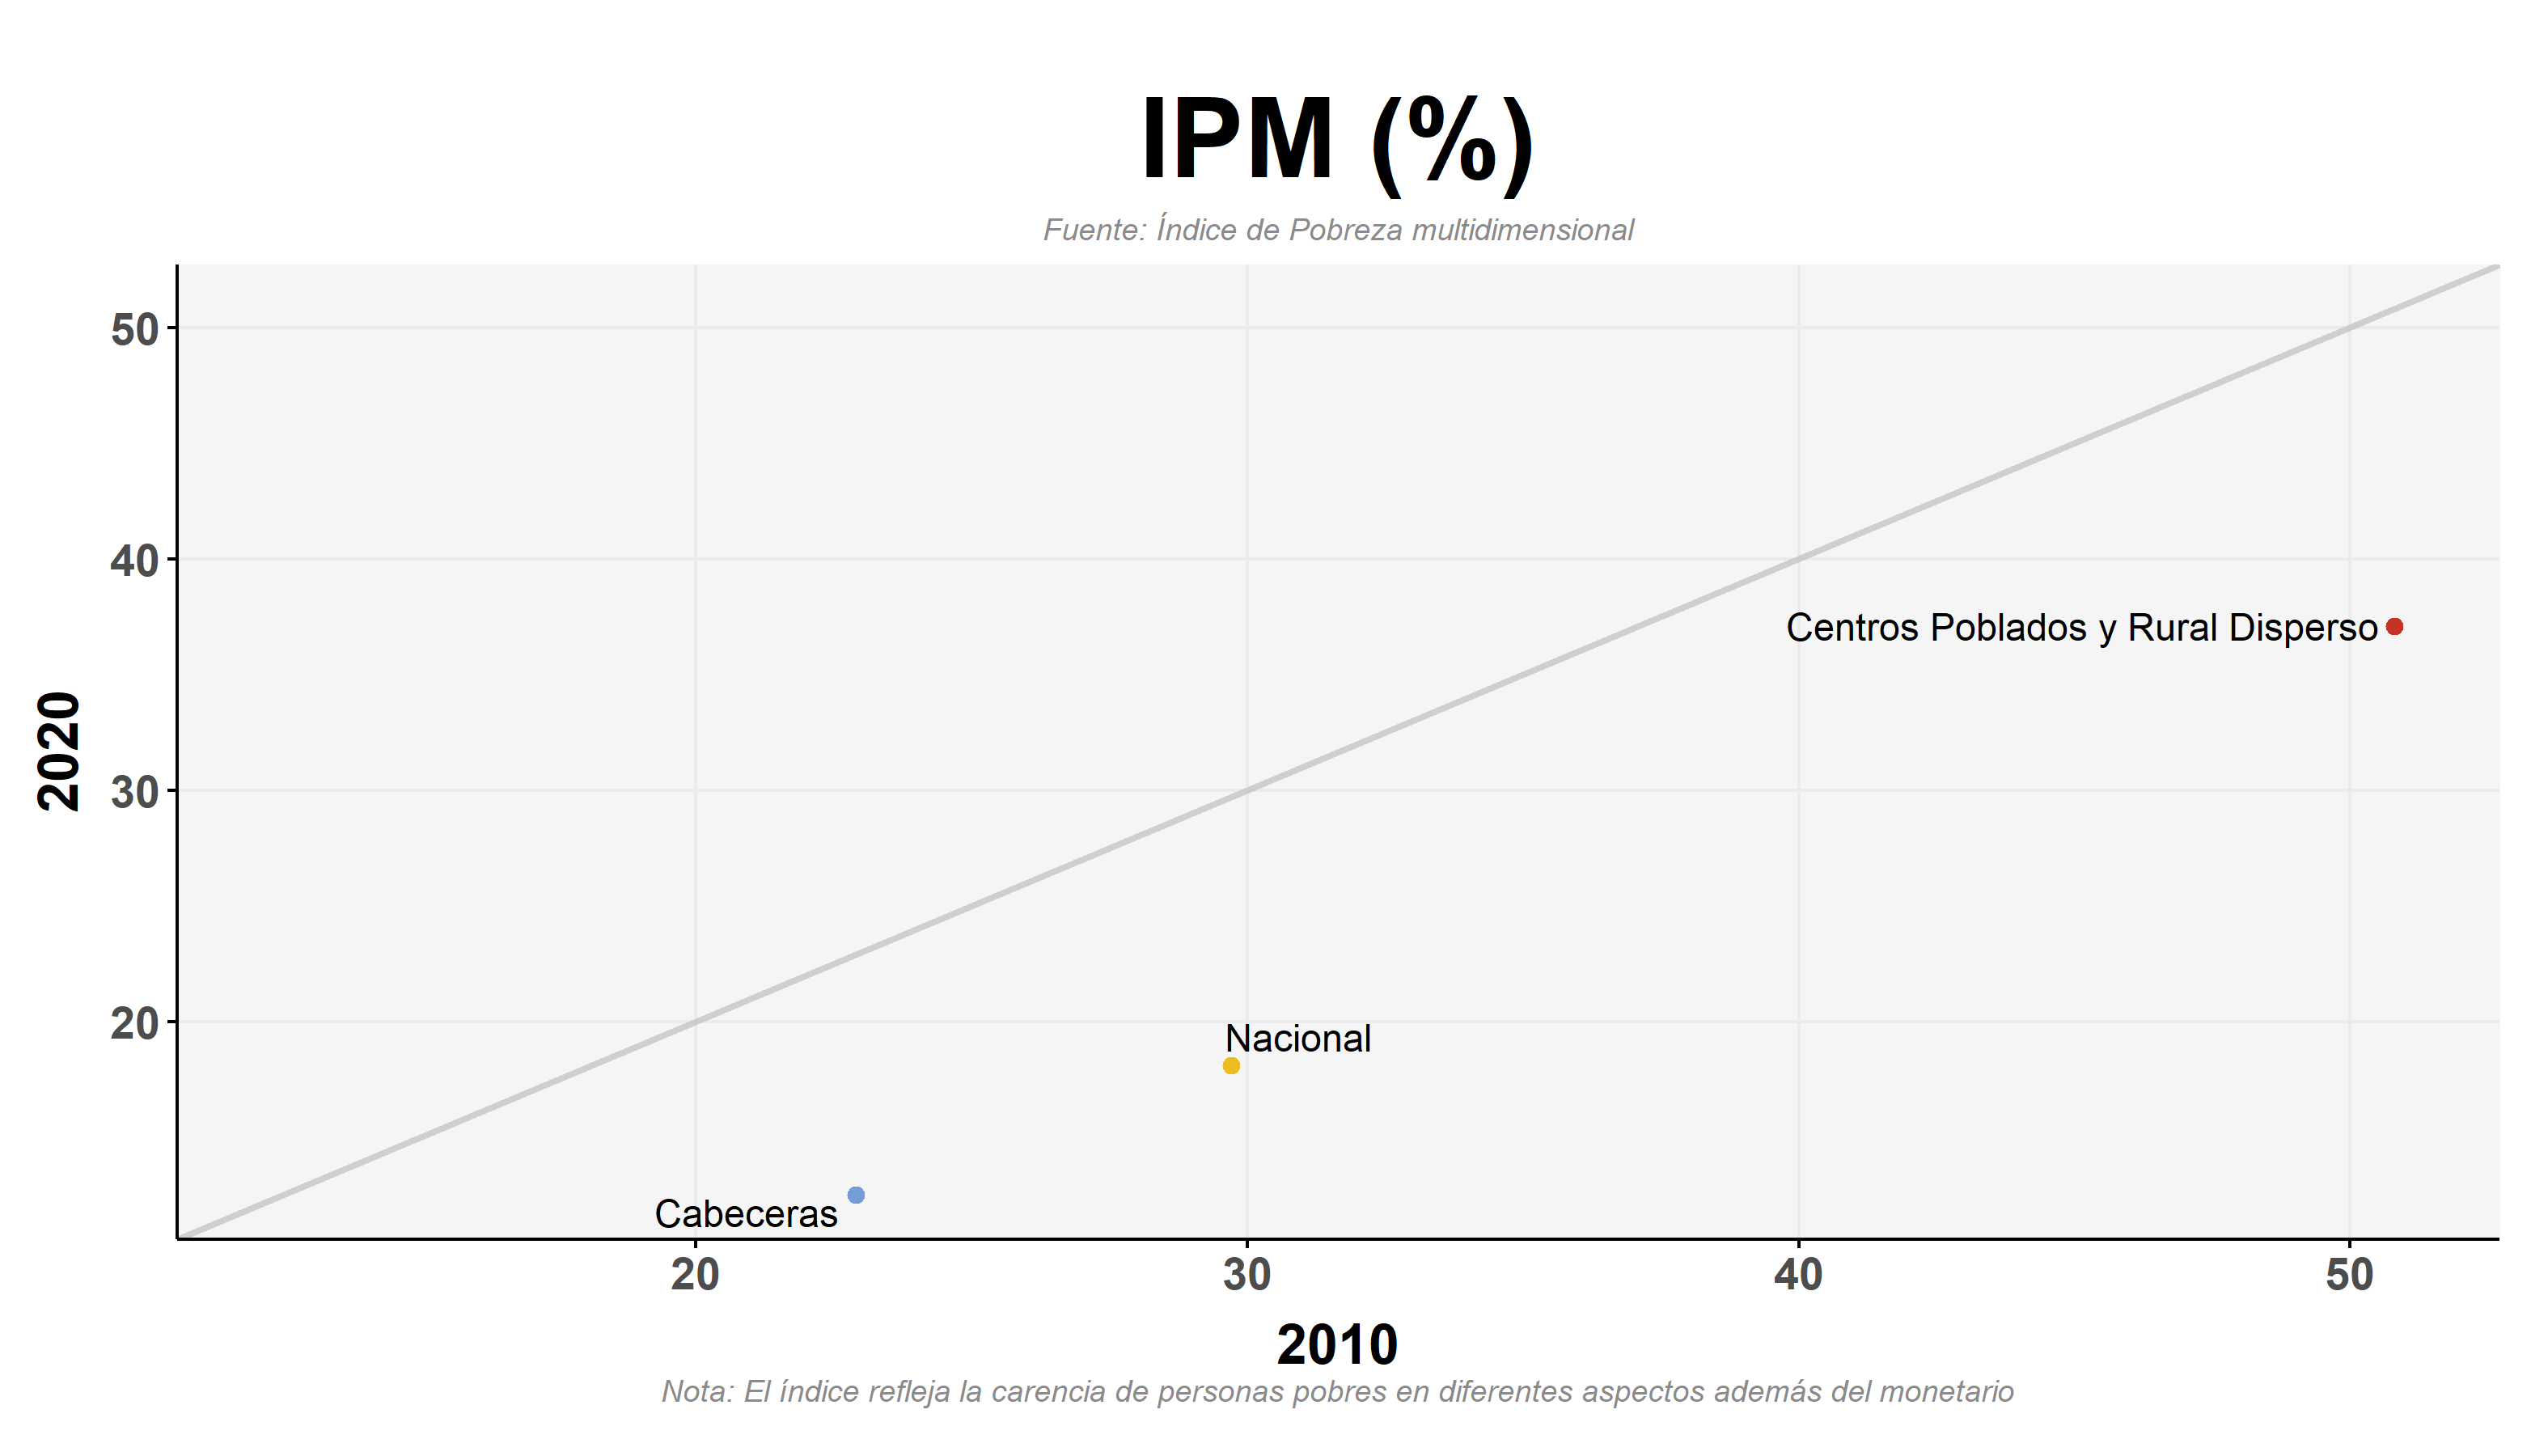 IPM (%)
Fuente: Índice de Pobreza multidimensional
50
40
30
20
2020
Centros Poblados y Rural Disperso
Nacional
Cabeceras
20
30
40
50
2010
Nota: El índice refleja la carencia de personas pobres en diferentes aspectos además del monetario